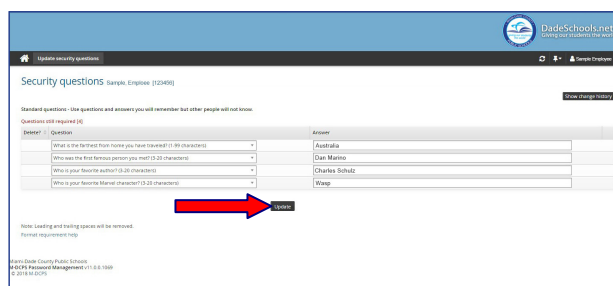 DadeSchools.net
Giving our students the worl
Update security questions
Sample Employee
Security questions Sample, Emploee [123456]
Show change history
Standard questions - Use questions and answers you will remember but other people will not know.
Questions still required [4]
Delete? Question Answer
What is the farthest from home you have traveled? (1-99 characters) Australia
Who was the first famous person you met? (3-20 characters) Dan Marino
Who is your favorite author? (3-20 characters) Charles Schulz
Who is your favorite Marvel character? (3-20 characters) Wasp
Update
Note: Leading and trailing spaces will be removed.
Format requirement help
Miami-Dade County Public Schools
M-DCPS Password Management v11.0.0.1069
© 2018 M-DCPS